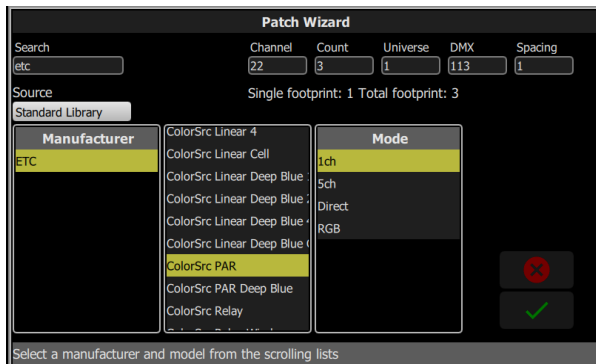 Patch Wizard
Search Channel Count Universe DMX Spacing
etc 22 3 1 113 1
Source
Single footprint: 1 Total footprint: 3
Standard Library
Manufacturer
ETC
ColorSrc Linear 4
ColorSrc Linear Cell
ColorSrc Linear Deep Blue
ColorSrc Linear Deep Blue
ColorSrc Linear Deep Blue
ColorSrc Linear Deep Blue
ColorSrc PAR
ColorSrc PAR Deep Blue
ColorSrc Relay
Mode
1ch
5ch
Direct
RGB
Select a manufacturer and model from the scrolling lists